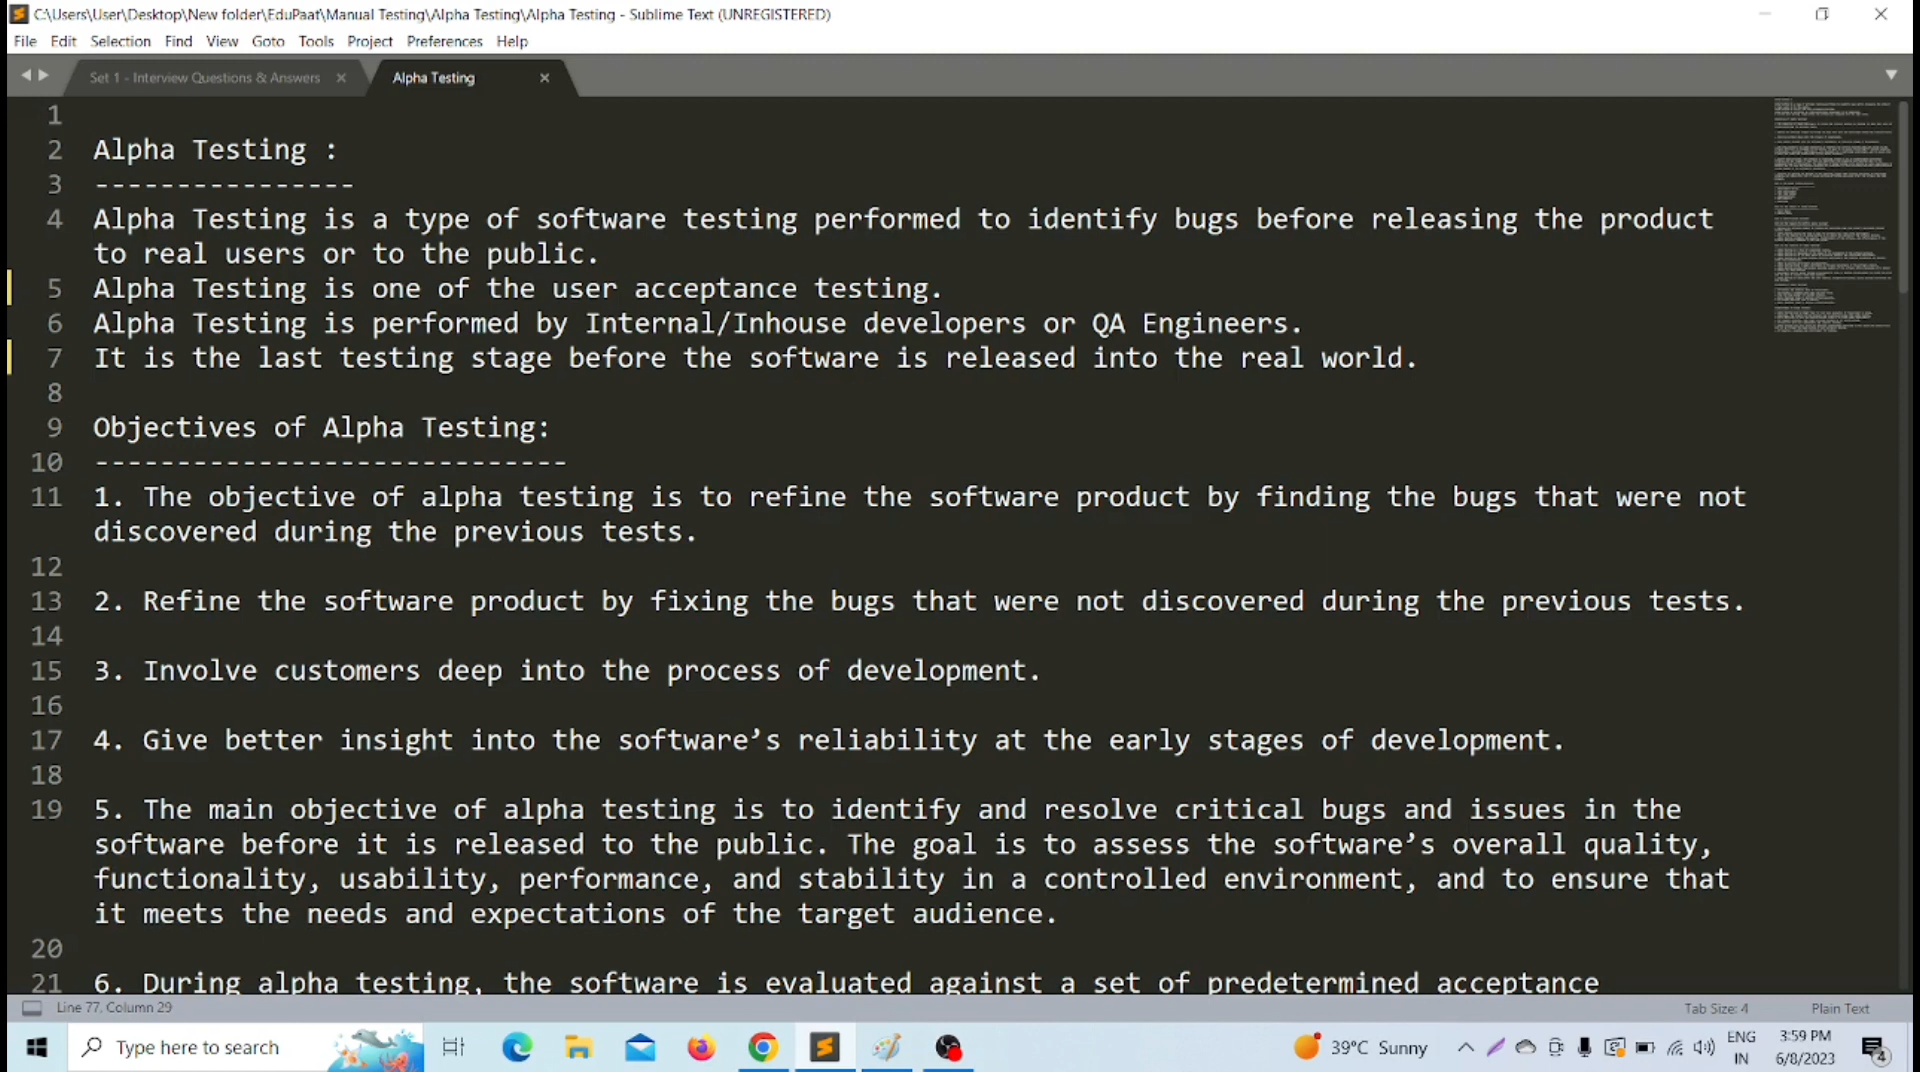 C:\Users\User\Desktop\New folder\EduPaat\Manual Testing\Alpha Testing\Alpha Testing - Sublime Text (UNREGISTERED)
File Edit Selection Find View Goto Tools Project Preferences Help
Set 1 - Interview Questions & Answers Alpha Testing
1
2 Alpha Testing :
3 ----------------
4 Alpha Testing is a type of software testing performed to identify bugs before releasing the product
to real users or to the public.
5 Alpha Testing is one of the user acceptance testing.
6 Alpha Testing is performed by Internal/Inhouse developers or QA Engineers.
7 It is the last testing stage before the software is released into the real world.
8
9 Objectives of Alpha Testing:
10 -----------------------------
11 1. The objective of alpha testing is to refine the software product by finding the bugs that were not
discovered during the previous tests.
12
13 2. Refine the software product by fixing the bugs that were not discovered during the previous tests.
14
15 3. Involve customers deep into the process of development.
16
17 4. Give better insight into the software’s reliability at the early stages of development.
18
19 5. The main objective of alpha testing is to identify and resolve critical bugs and issues in the
software before it is released to the public. The goal is to assess the software’s overall quality,
functionality, usability, performance, and stability in a controlled environment, and to ensure that
it meets the needs and expectations of the target audience.
20
21 6. During alpha testing, the software is evaluated against a set of predetermined acceptance
Line 77, Column 29 Tab Size: 4 Plain Text
Type here to search 39°C Sunny ENG 3:59 PM
IN 6/8/2023 4